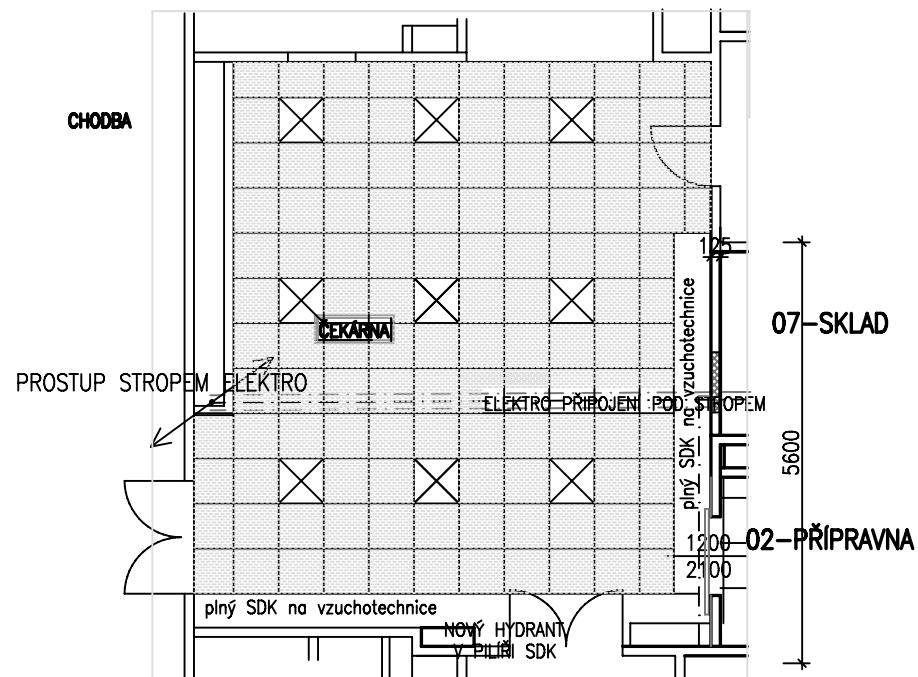 CHODBA
125
plný SDK na vzuchotechnice
07-SKLAD
ČEKÁRNA
PROSTUP STROPEM ELEKTRO
ELEKTRO PŘIPOJENÍ POD STROPEM
5600
1200
02-PŘÍPRAVNA
2100
plný SDK na vzuchotechnice
NOVÝ HYDRANT
V PILÍŘI SDK